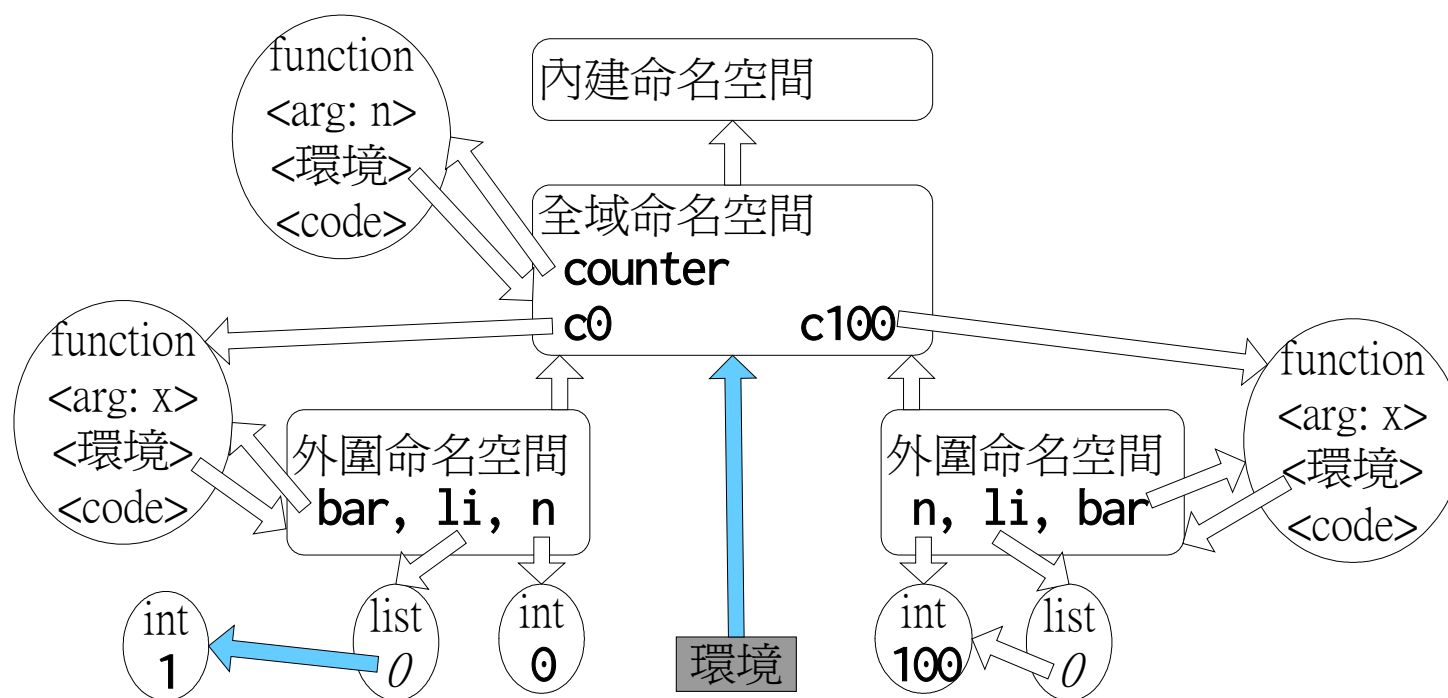 function
<arg: n>
<環境>
<code>
內建命名空間
全域命名空間
counter
c0 c100
function
<arg: x>
<環境>
<code>
外圍命名空間
bar, li, n
外圍命名空間
n, li, bar
function
<arg: x>
<環境>
<code>
int
1
list
0
int
0
環境
int
100
list
0